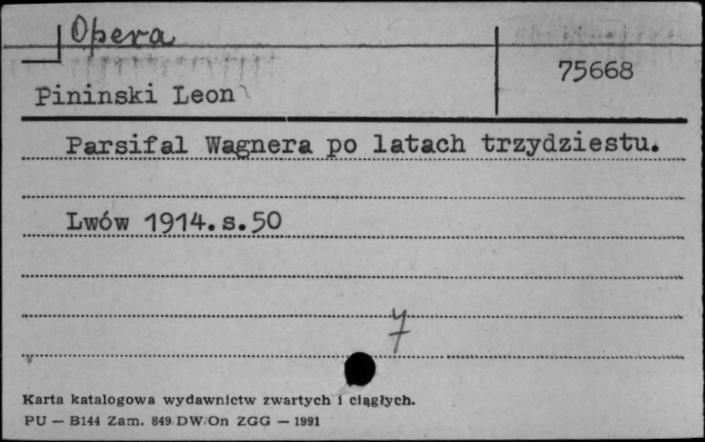 Opera
75668
Pininski Leon
Parsifal Wagnera po latach trzydziestu.
Lwów 1914. s.50
Karta katalogowa wydawnictw zwartych i ciągłych.
PU — B144 Zam. 849 DW/On ZGG — 1991